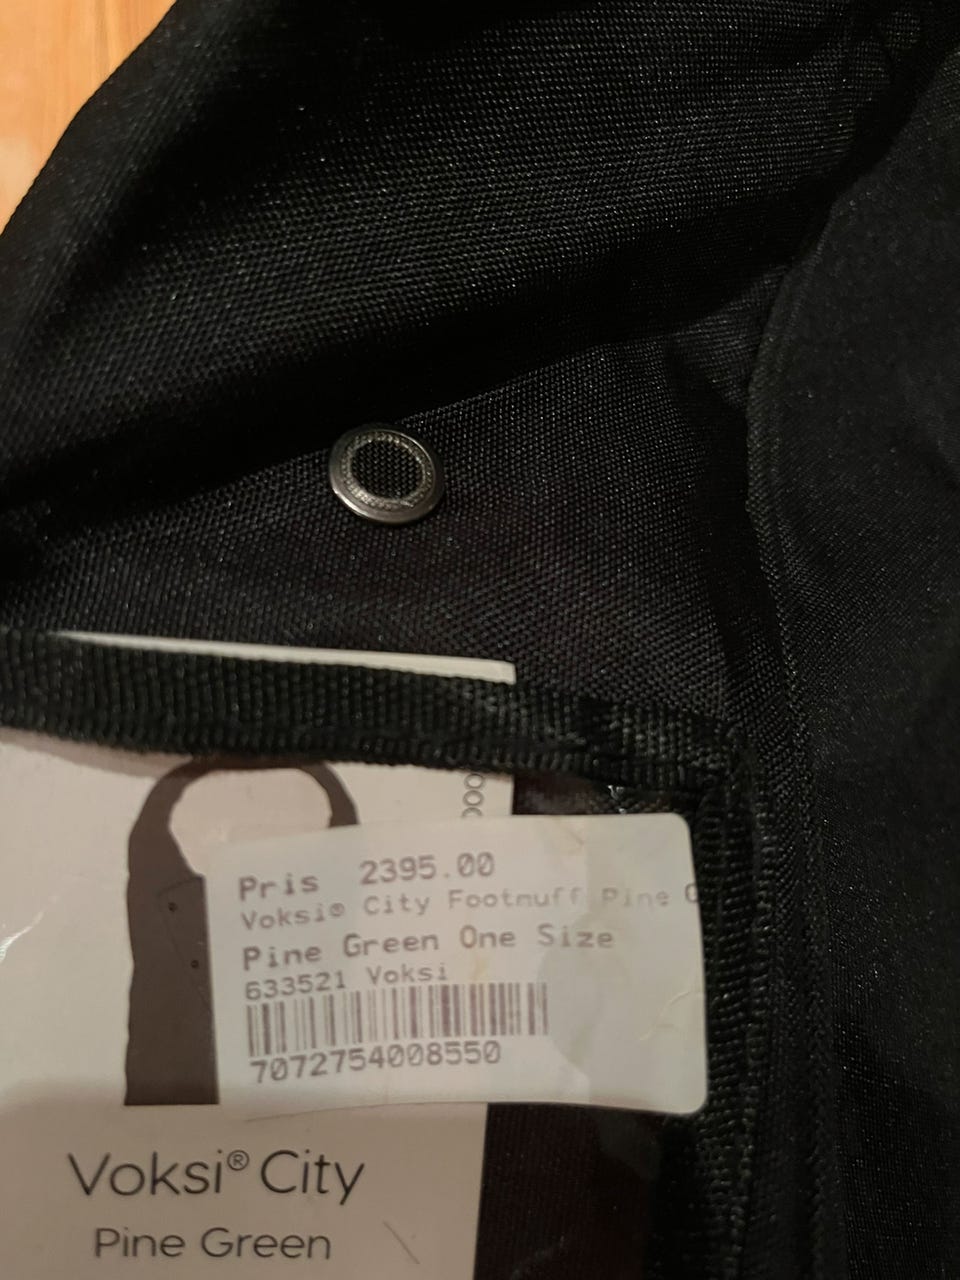 Pris 2395.00
Voksi® City Footmuff Pine
Pine Green One Size
633521 Voksi
7072754008550
Voksi® City
Pine Green